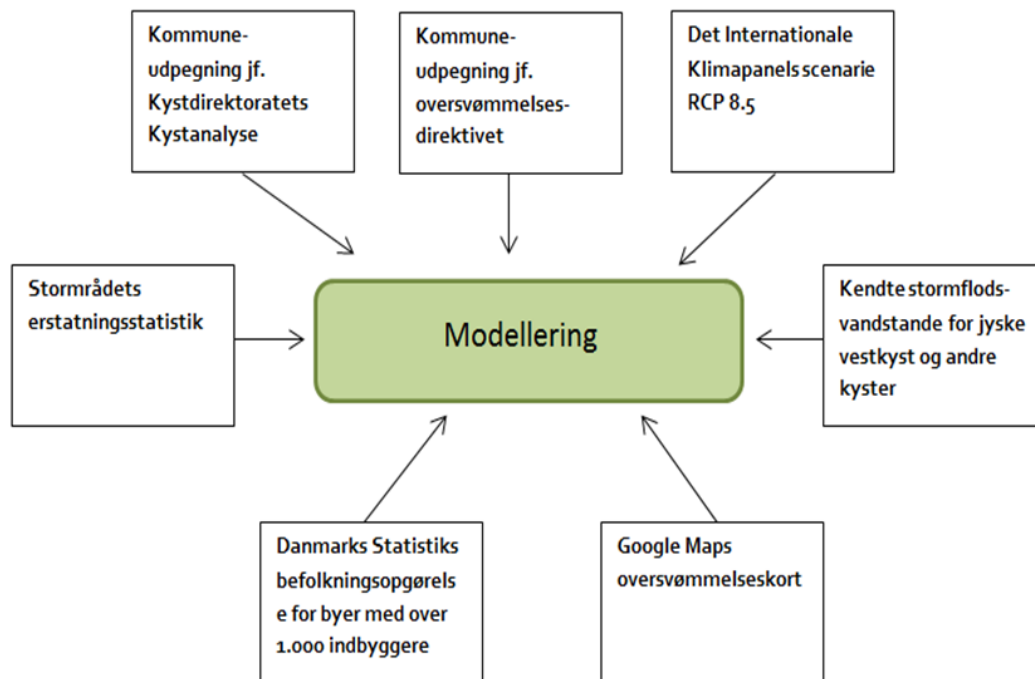 Kommune-
udpegning jf.
Kystdirektoratets
Kystanalyse
Kommune-
udpegning jf.
oversvømmelses-
direktivet
Det Internationale
Klimapanels scenarie
RCP 8.5
Stormrådets
erstatningsstatistik
Modellering
Kendte stormflods-
vandstande for jyske
vestkyst og andre
kyster
Danmarks Statistiks
befolkningsopgørels
e for byer med over
1.000 indbyggere
Google Maps
oversvømmelseskort